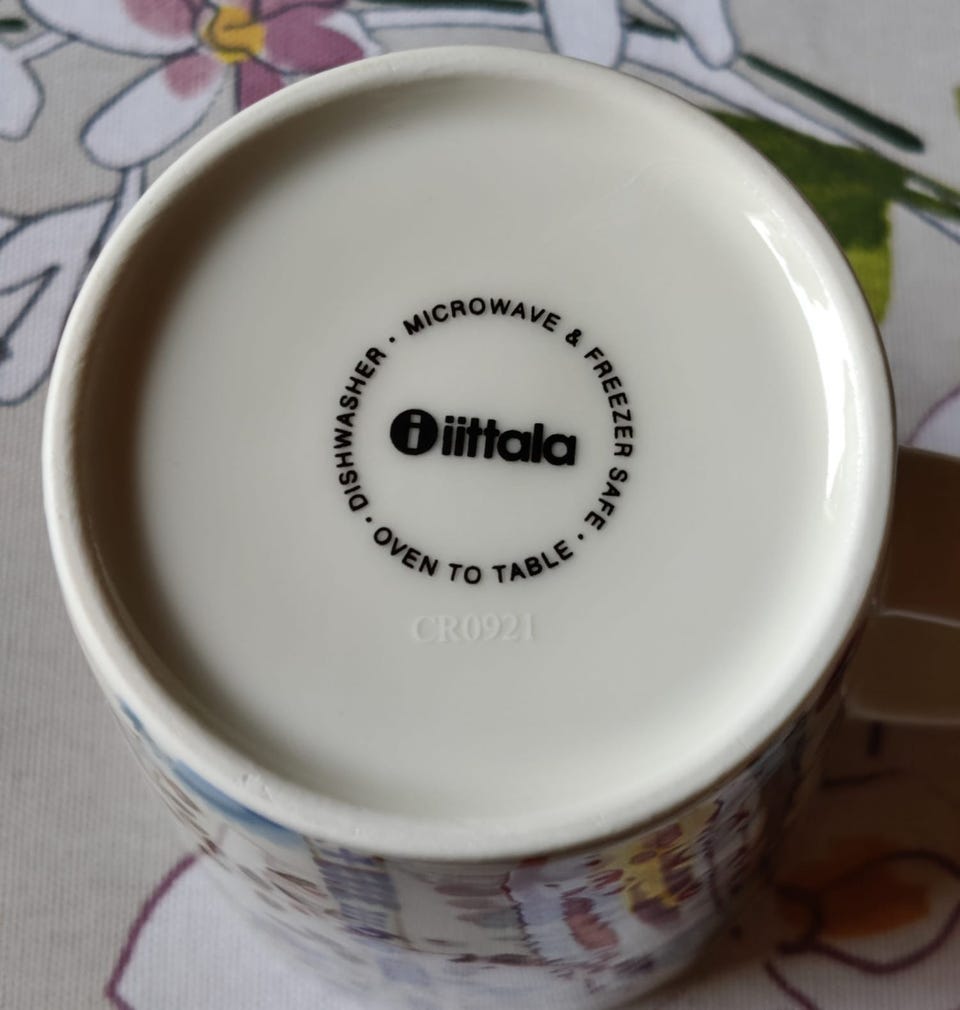 DISHWASHER · MICROWAVE & FREEZER SAFE · OVEN TO TABLE ·
i iittala
CR0921